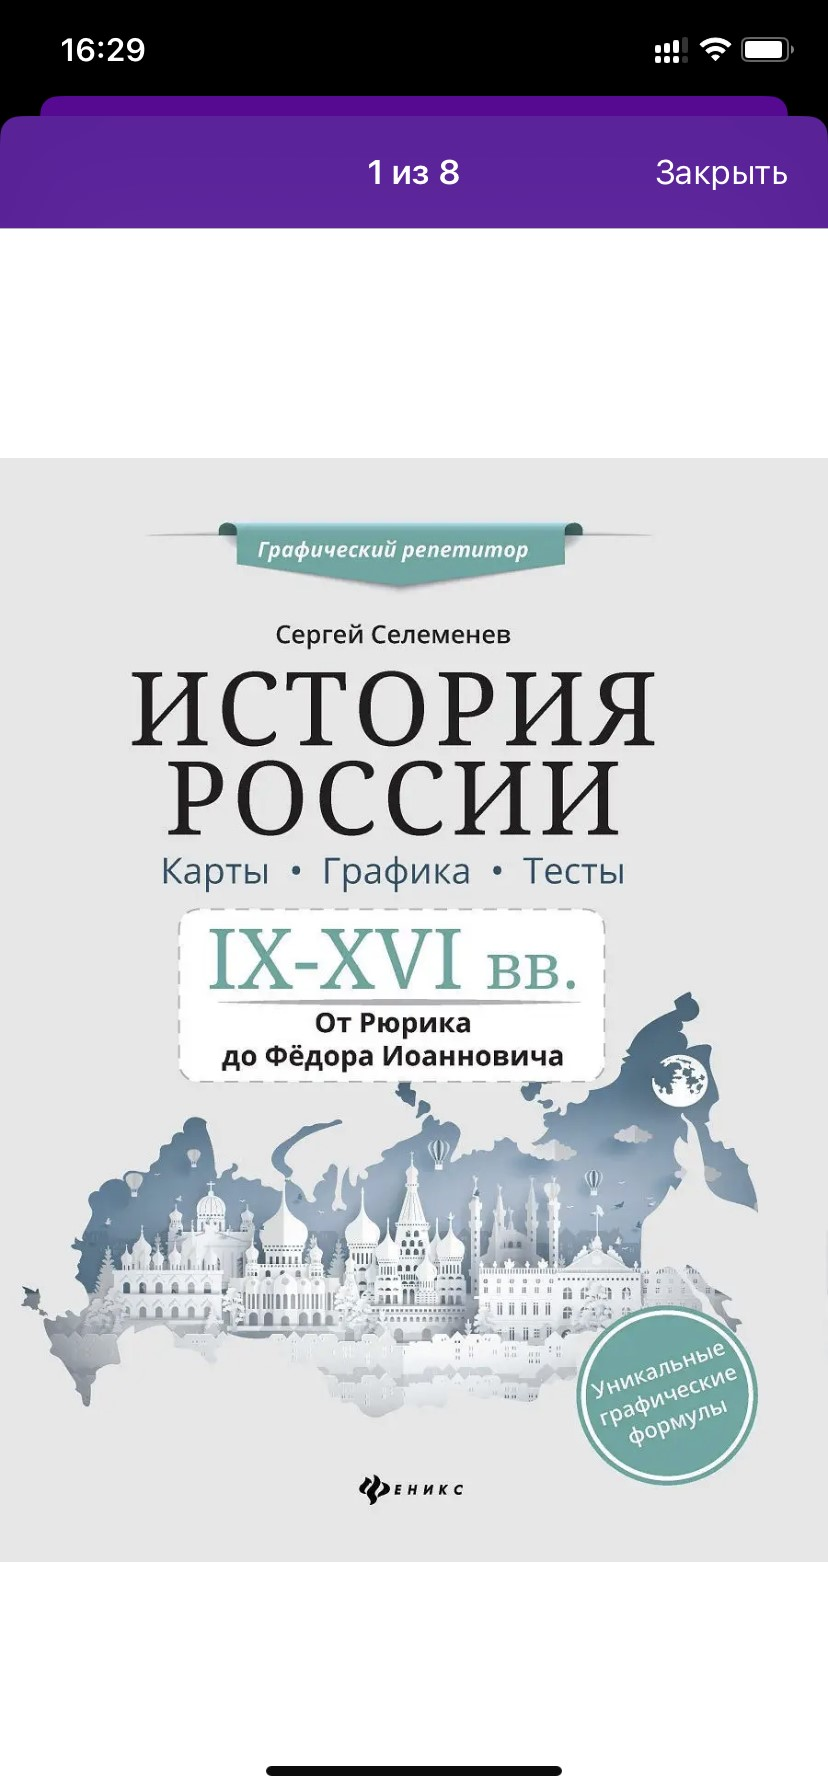 16:29
1 из 8
Закрыть
Графический репетитор
Сергей Селеменев
ИСТОРИЯ
РОССИИ
Карты • Графика • Тесты
IX-XVI вв.
От Рюрика
до Фёдора Иоанновича
Уникальные
графические
формулы
ФЕНИКС